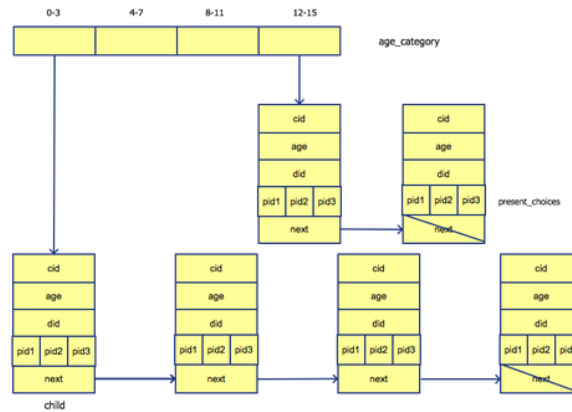 0-3 4-7 8-11 12-15
age_category
cid cid
age age
did did
pid1 pid2 pid3 pid1 pid2 pid3 present_choices
next next
cid cid cid cid
age age age age
did did did did
pid1 pid2 pid3 pid1 pid2 pid3 pid1 pid2 pid3 pid1 pid2
next next next next
child